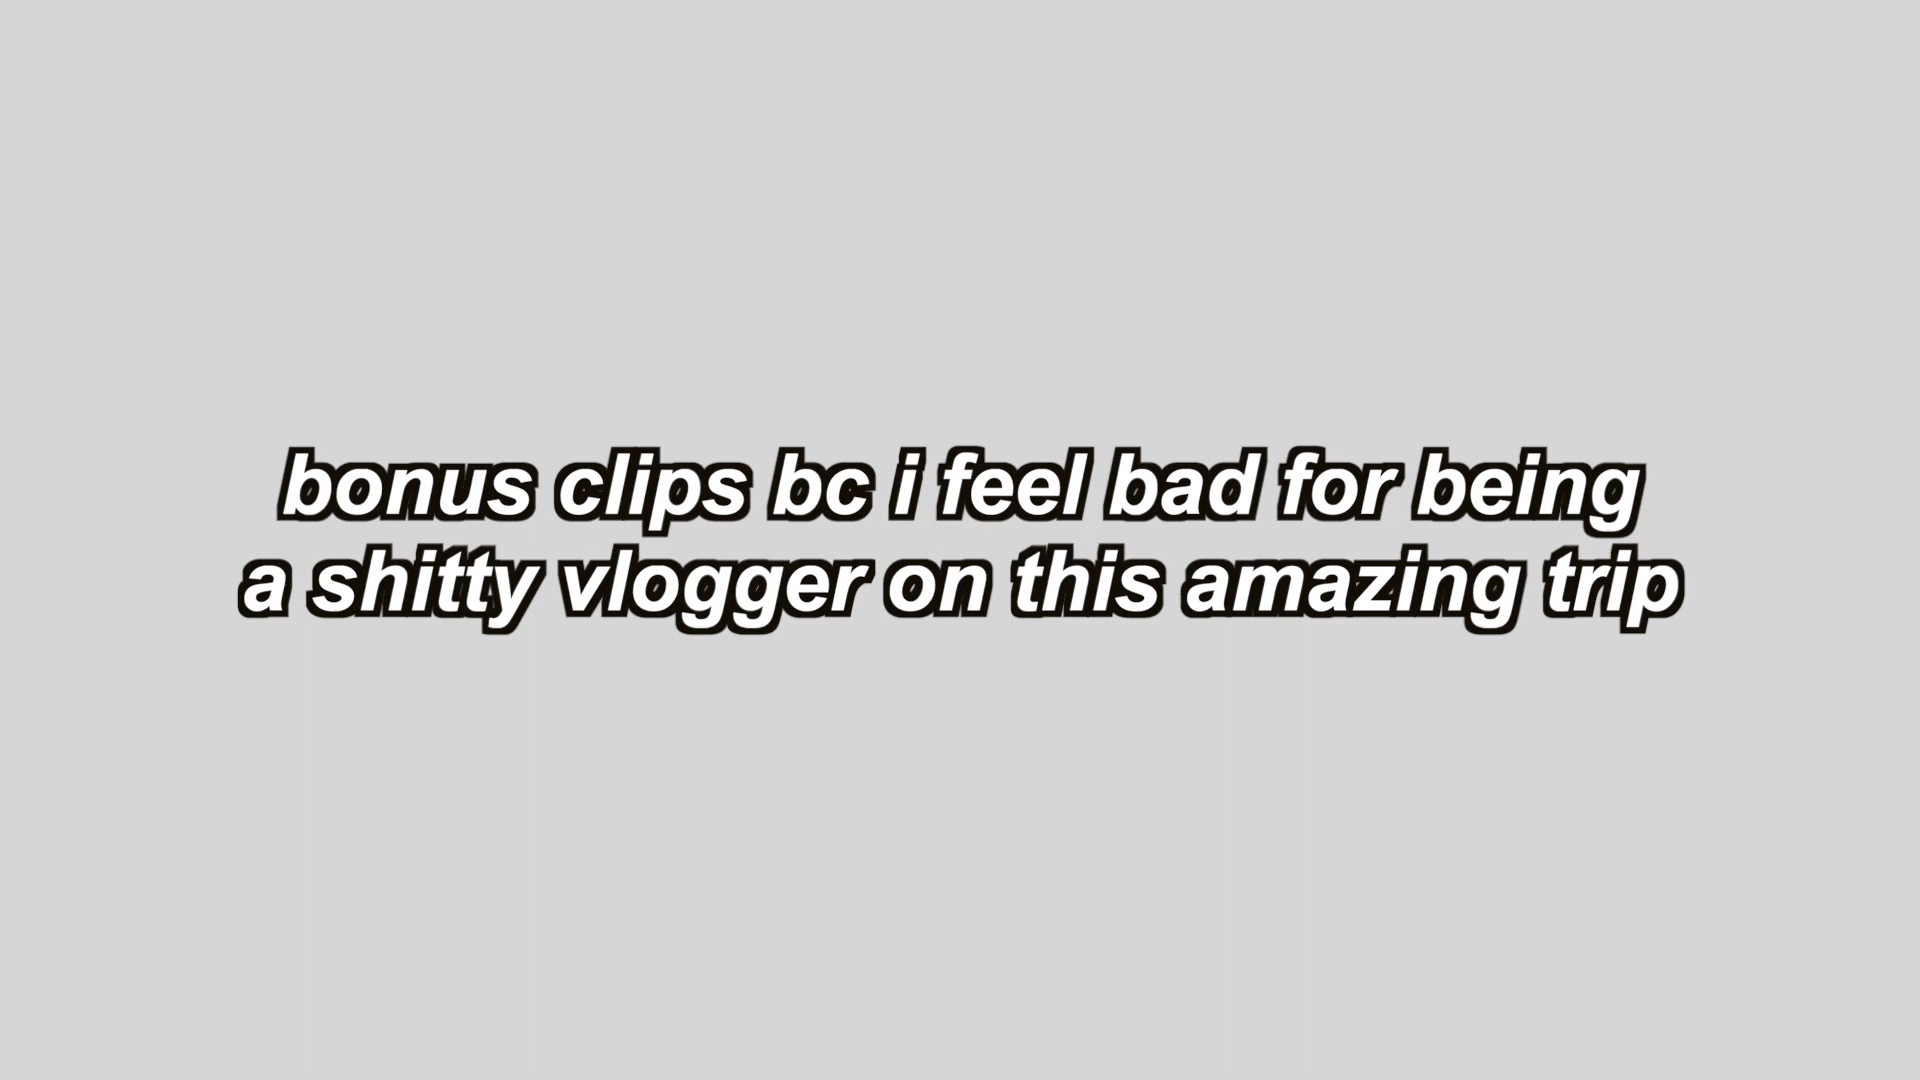 bonus clips bc i feel bad for being
a shitty vlogger on this amazing trip